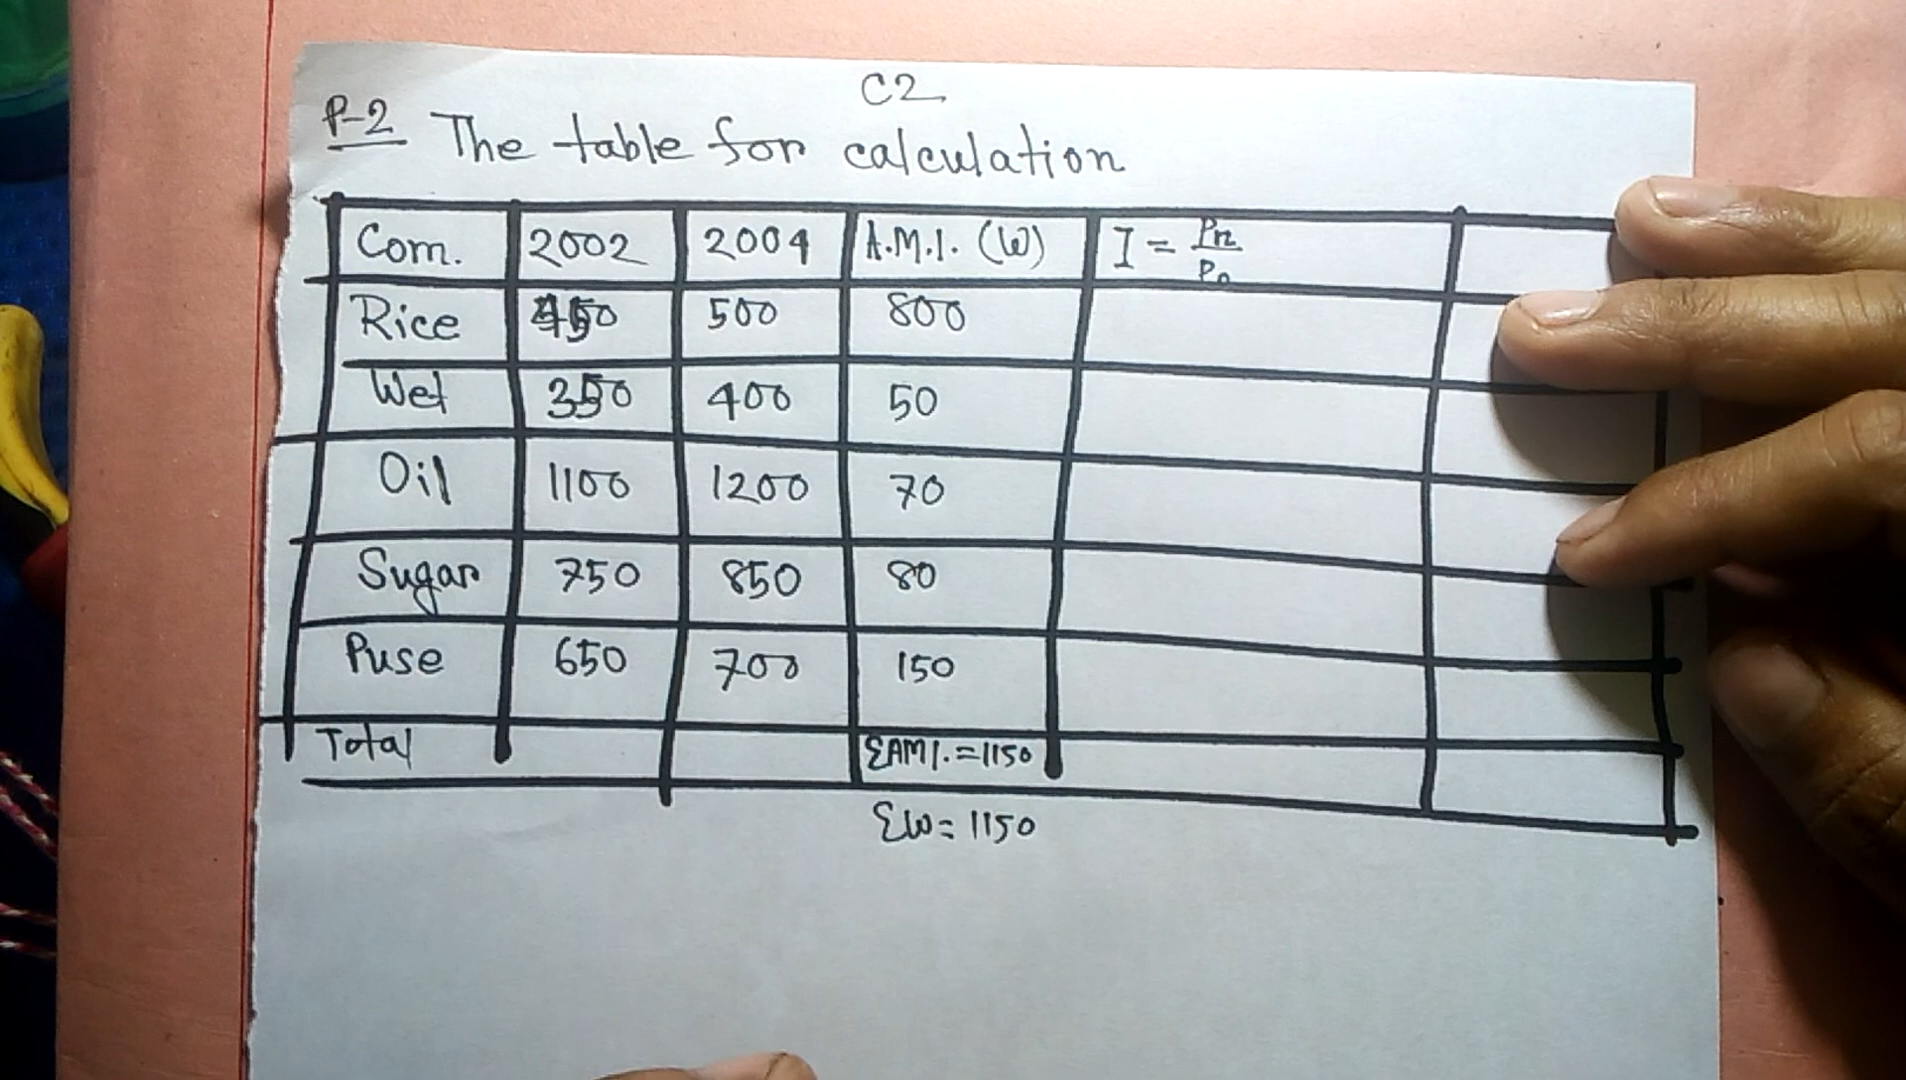 C2
P-2 The table for calculation
Com. 2002 2004 A.M.I. (W) I = Pn/Po
Rice 450 500 800
Wet 350 400 50
Oil 1100 1200 70
Sugar 750 850 80
Puse 650 700 150
Total ΣAMI.=1150
ΣW=1150